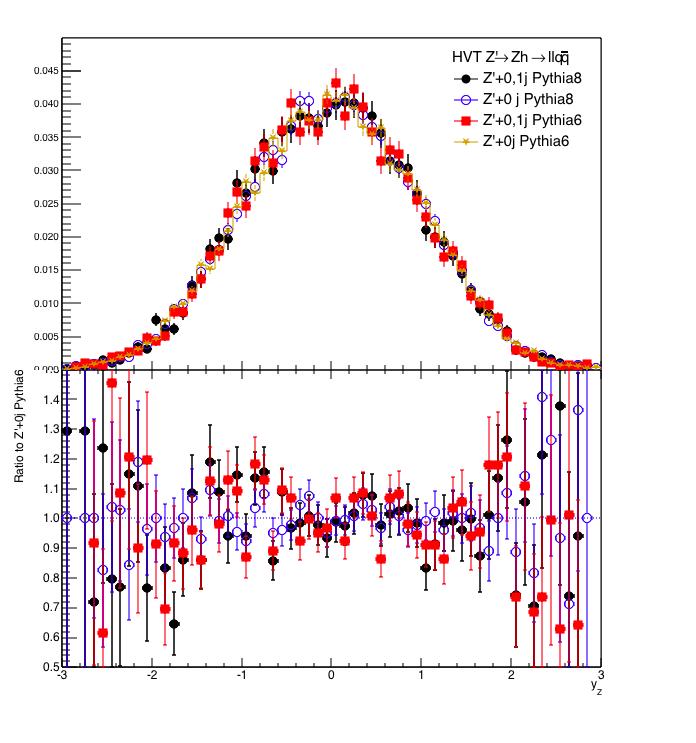 HVT Z'→Zh→llqq̄
Z'+0,1j Pythia8
Z'+0 j Pythia8
Z'+0,1j Pythia6
Z'+0j Pythia6
0.045
0.040
0.035
0.030
0.025
0.020
0.015
0.010
0.005
0.000
Ratio to Z'+0j Pythia6
1.4
1.3
1.2
1.1
1.0
0.9
0.8
0.7
0.6
0.5
-3 -2 -1 0 1 2 3
y_Z